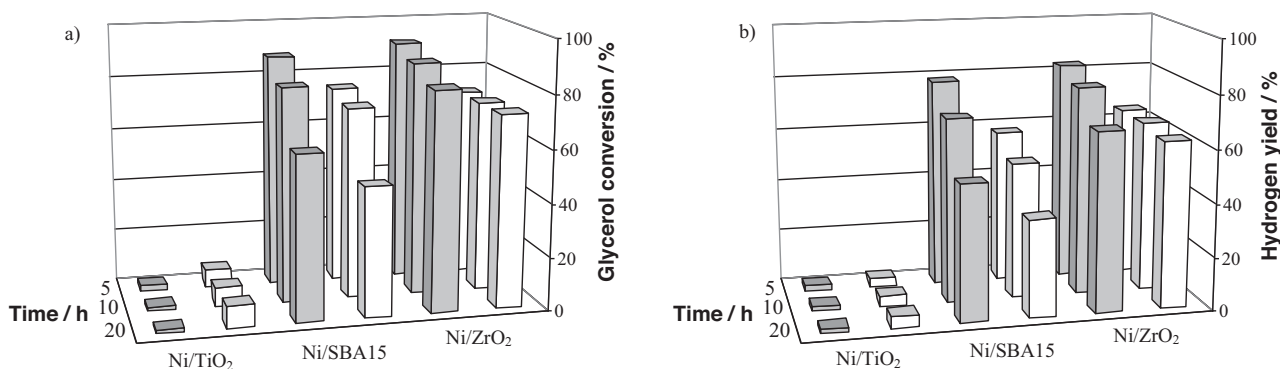 a)
100
80
60
40
20
0
Glycerol conversion / %
5
10
20
Time / h
Ni/TiO₂
Ni/SBA15
Ni/ZrO₂
b)
100
80
60
40
20
0
Hydrogen yield / %
5
10
20
Time / h
Ni/TiO₂
Ni/SBA15
Ni/ZrO₂